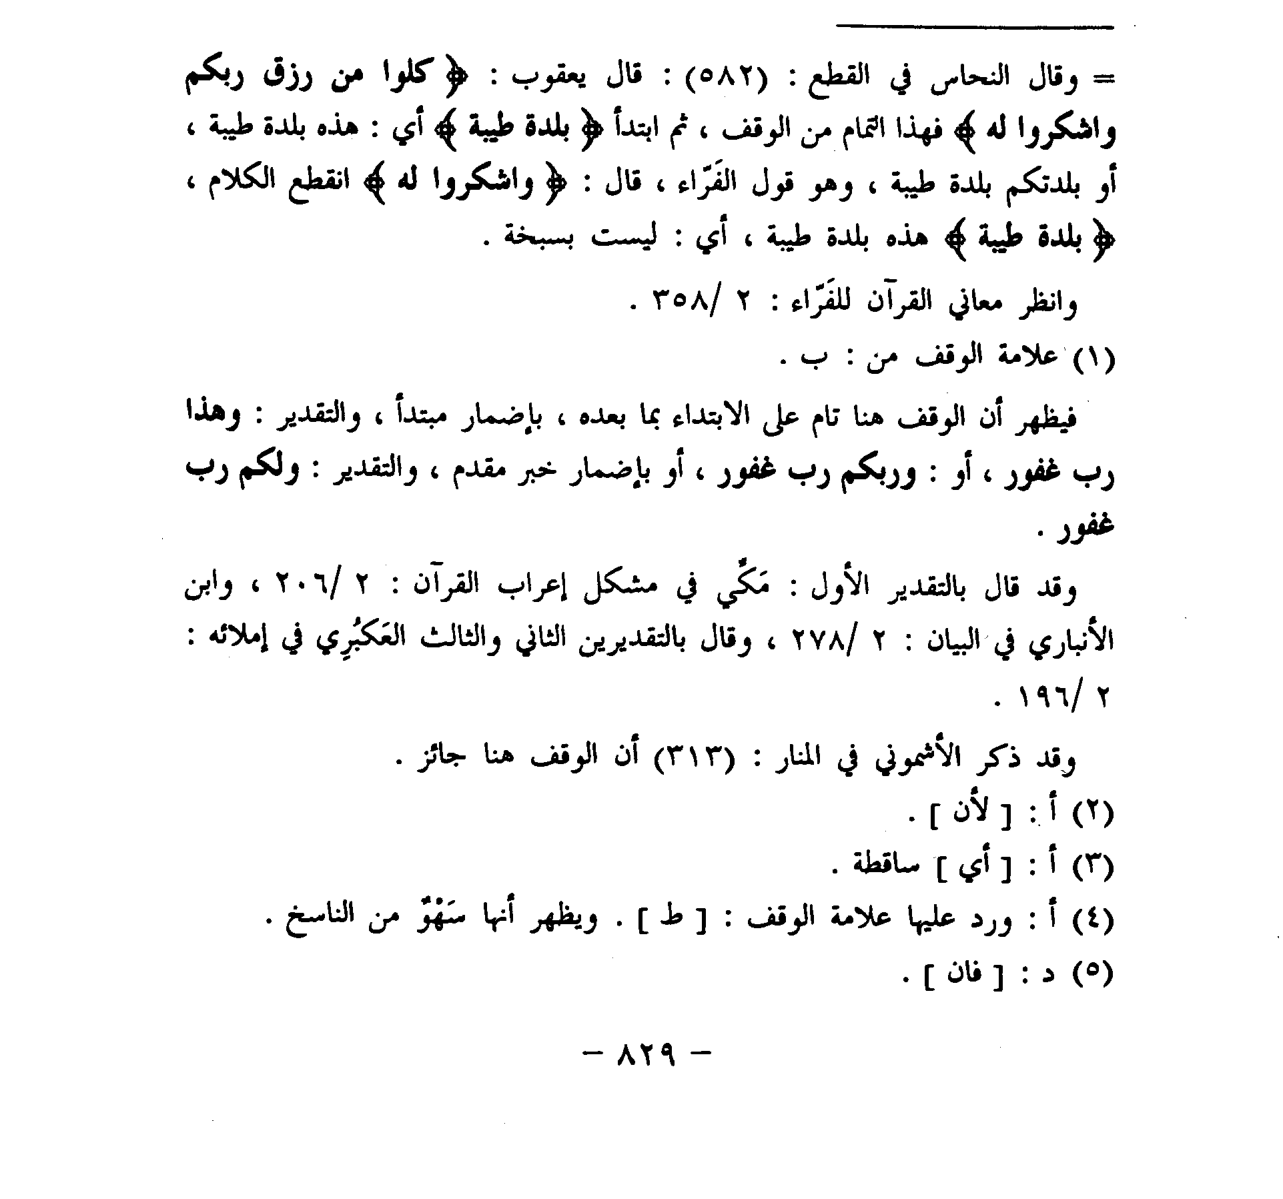 = وقال النحاس في القطع : (٥٨٢) : قال يعقوب : ﴿ كلوا من رزق ربكم
واشكروا له ﴾ فهذا التمام من الوقف ، ثم ابتدأ ﴿ بلدة طيبة ﴾ أي : هذه بلدة طيبة ،
أو بلدتكم بلدة طيبة ، وهو قول الفَرّاء ، قال : ﴿ واشكروا له ﴾ انقطع الكلام ،
﴿ بلدة طيبة ﴾ هذه بلدة طيبة ، أي : ليست بسبخة .
وانظر معاني القرآن للفَرّاء : ٢ /٣٥٨ .
(١) علامة الوقف من : ب .
فيظهر أن الوقف هنا تام على الابتداء بما بعده ، بإضمار مبتدأ ، والتقدير : وهذا
رب غفور ، أو : وربكم رب غفور ، أو بإضمار خبر مقدم ، والتقدير : ولكم رب
غفور .
وقد قال بالتقدير الأول : مَكّي في مشكل إعراب القرآن : ٢ /٢٠٦ ، وابن
الأنباري في البيان : ٢ /٢٧٨ ، وقال بالتقديرين الثاني والثالث العَكبُرِي في إملائه :
٢ /١٩٦ .
وقد ذكر الأشموني في المنار : (٣١٣) أن الوقف هنا جائز .
(٢) أ : [ لأن ] .
(٣) أ : [ أي ] ساقطة .
(٤) أ : ورد عليها علامة الوقف : [ ط ] . ويظهر أنها سَهْوٌ من الناسخ .
(٥) د : [ فان ] .
– ٨٢٩ –